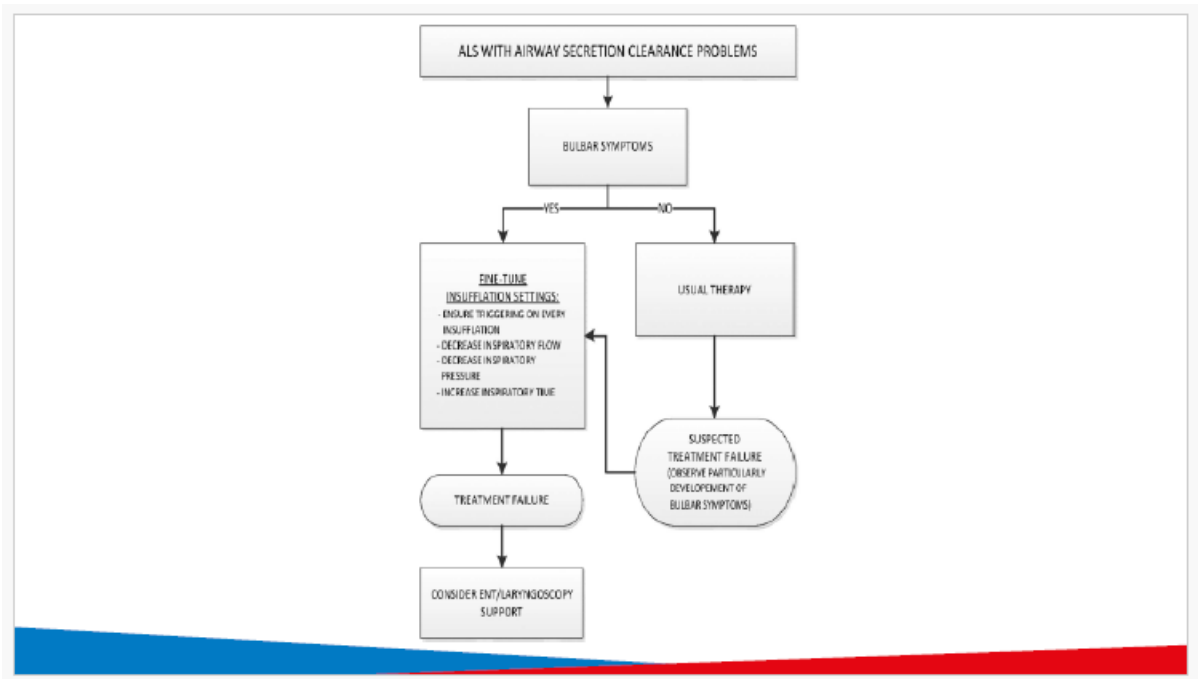 ALS WITH AIRWAY SECRETION CLEARANCE PROBLEMS
BULBAR SYMPTOMS
YES
NO
FINE-TUNE
INSUFFLATION SETTINGS:
- ENSURE TRIGGERING ON EVERY
INSUFFLATION
- DECREASE INSPIRATORY FLOW
- DECREASE INSPIRATORY
PRESSURE
- INCREASE INSPIRATORY TIME
USUAL THERAPY
SUSPECTED
TREATMENT FAILURE
(OBSERVE PARTICULARLY
DEVELOPEMENT OF
BULBAR SYMPTOMS)
TREATMENT FAILURE
CONSIDER ENT/LARYNGOSCOPY
SUPPORT